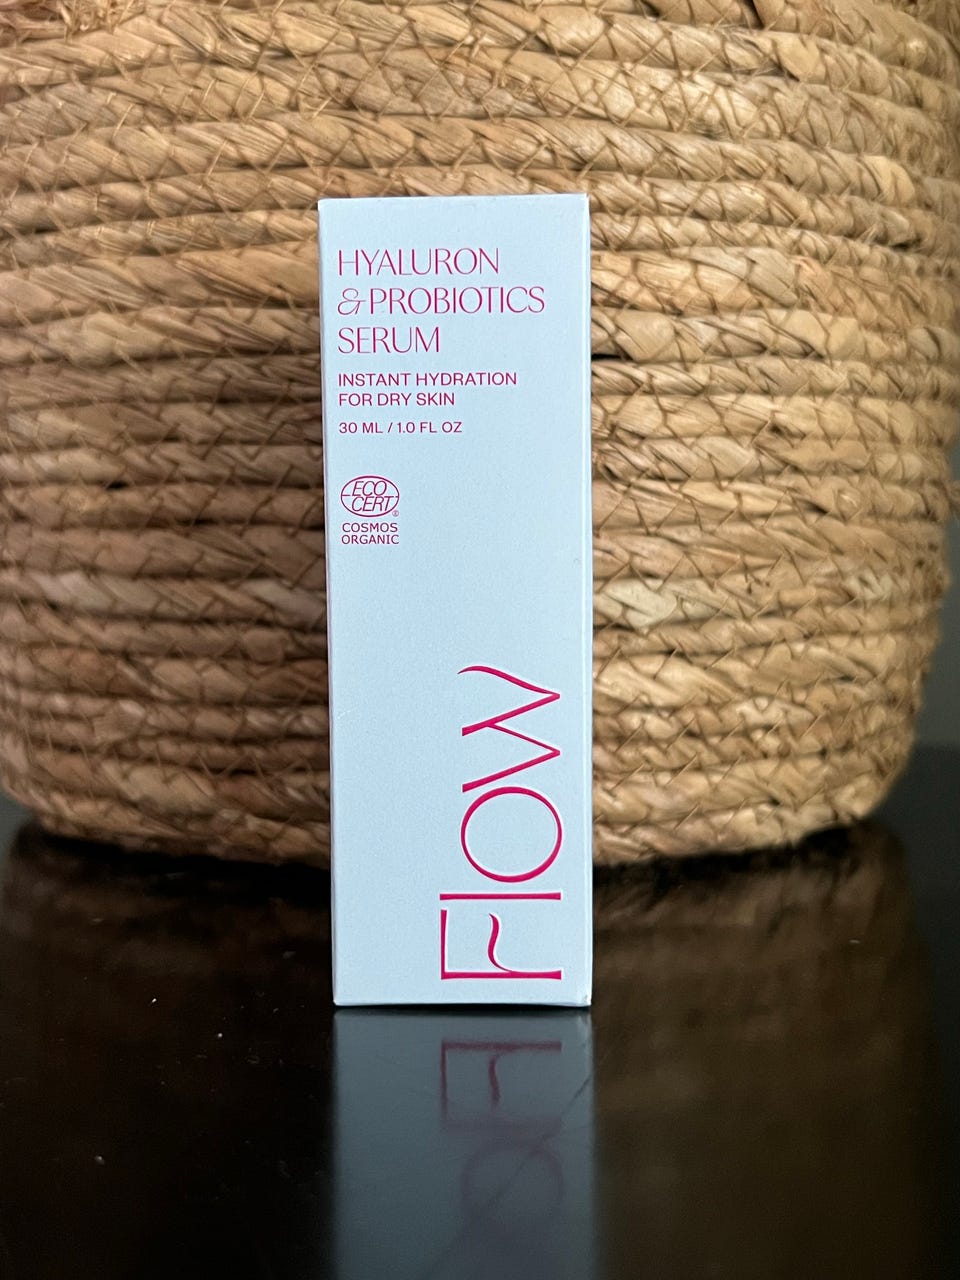 HYALURON
& PROBIOTICS
SERUM
INSTANT HYDRATION
FOR DRY SKIN
30 ML / 1.0 FL OZ
ECO
CERT®
COSMOS
ORGANIC
Flow